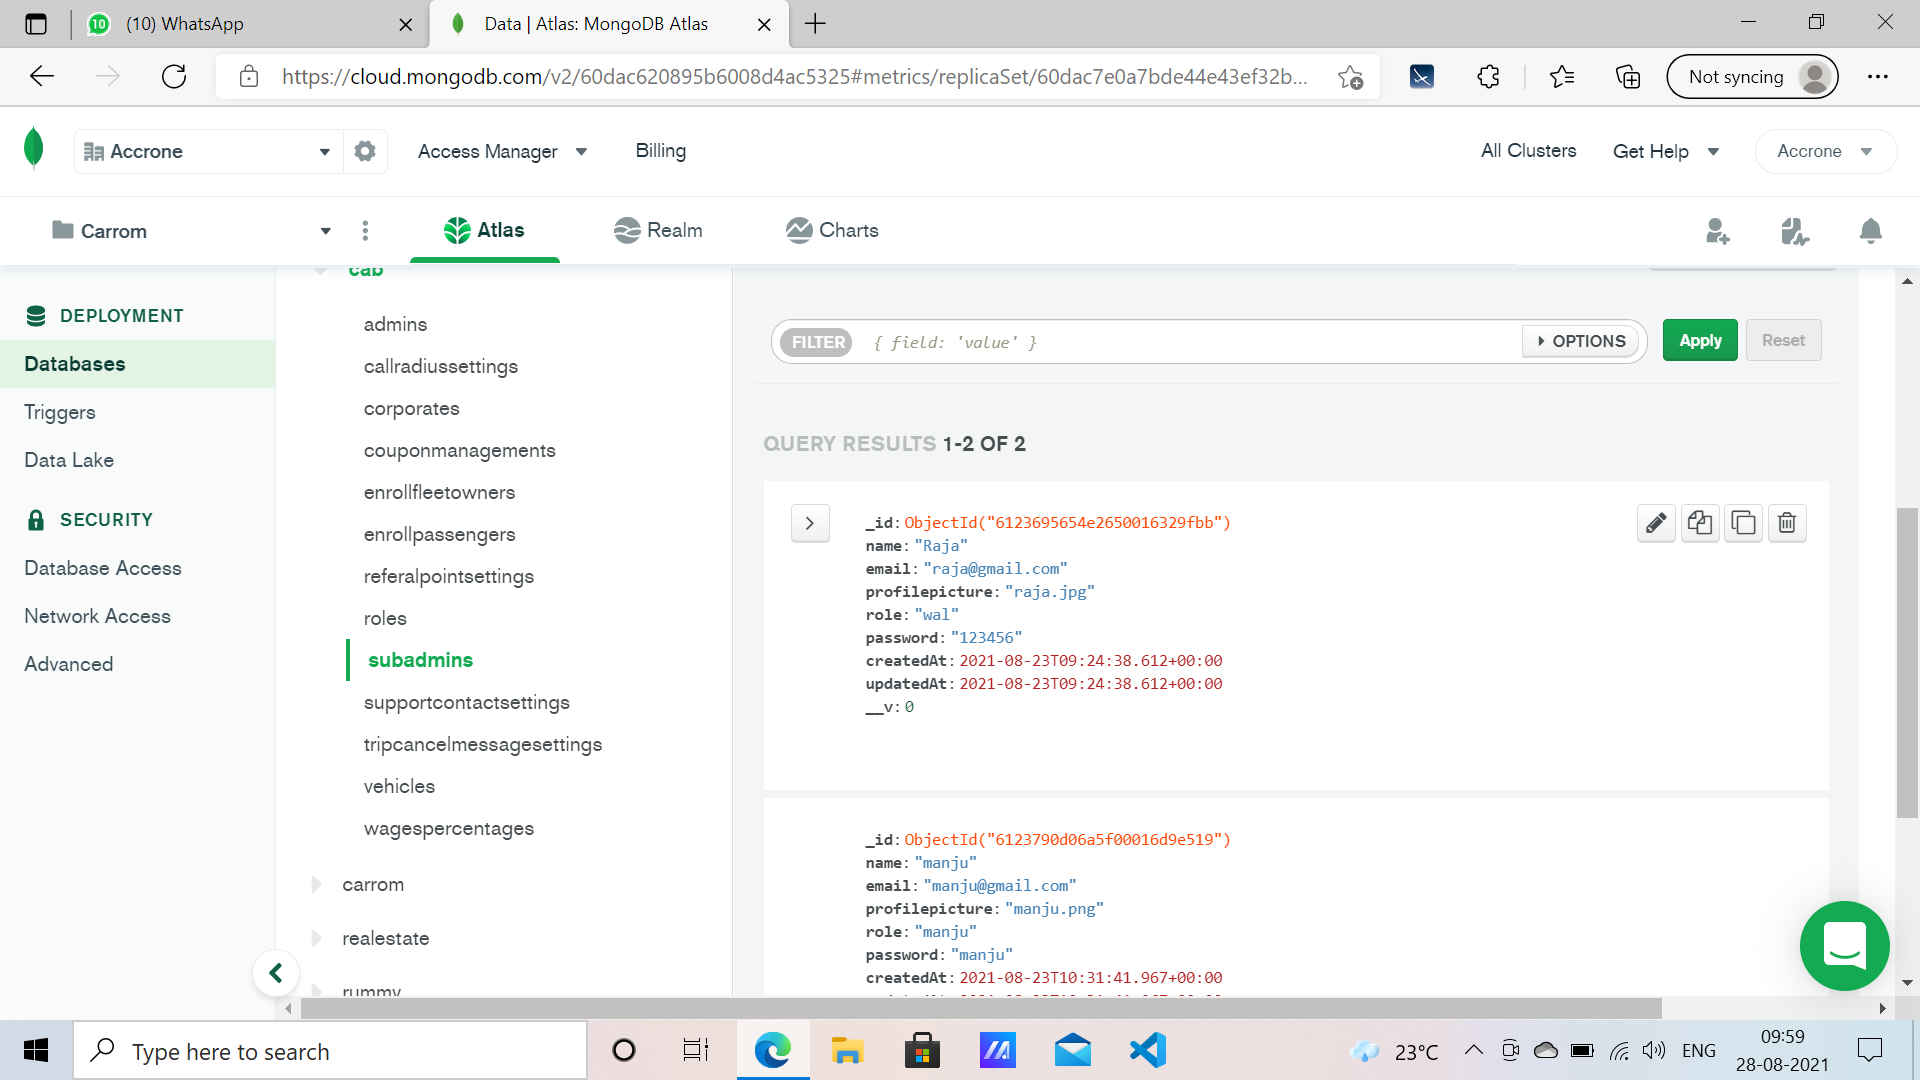 (10) WhatsApp
Data | Atlas: MongoDB Atlas
https://cloud.mongodb.com/v2/60dac620895b6008d4ac5325#metrics/replicaSet/60dac7e0a7bde44e43ef32b...
Not syncing
Accrone
Access Manager
Billing
All Clusters
Get Help
Accrone
Carrom
Atlas
Realm
Charts
DEPLOYMENT
Databases
Triggers
Data Lake
SECURITY
Database Access
Network Access
Advanced
cab
admins
callradiussettings
corporates
couponmanagements
enrollfleetowners
enrollpassengers
referalpointsettings
roles
subadmins
supportcontactsettings
tripcancelmessagesettings
vehicles
wagespercentages
carrom
realestate
rummy
FILTER { field: 'value' } OPTIONS Apply Reset
QUERY RESULTS 1-2 OF 2
_id: ObjectId("6123695654e2650016329fbb")
name: "Raja"
email: "raja@gmail.com"
profilepicture: "raja.jpg"
role: "wal"
password: "123456"
createdAt: 2021-08-23T09:24:38.612+00:00
updatedAt: 2021-08-23T09:24:38.612+00:00
__v: 0
_id: ObjectId("6123790d06a5f00016d9e519")
name: "manju"
email: "manju@gmail.com"
profilepicture: "manju.png"
role: "manju"
password: "manju"
createdAt: 2021-08-23T10:31:41.967+00:00
Type here to search
23°C
ENG
09:59
28-08-2021